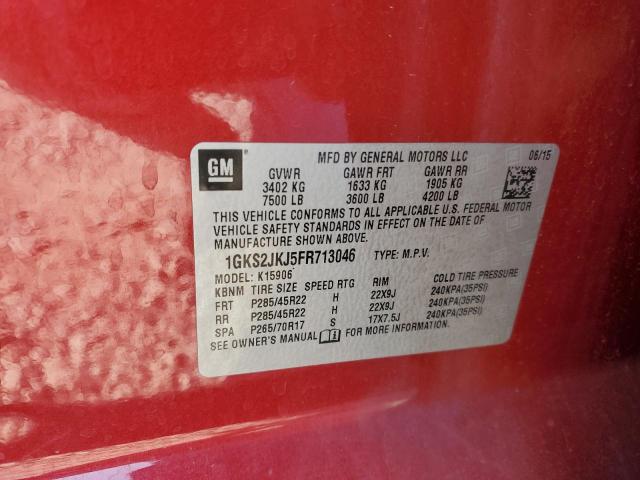 GM
MFD BY GENERAL MOTORS LLC 06/15
GVWR GAWR FRT GAWR RR
3402 KG 1633 KG 1905 KG
7500 LB 3600 LB 4200 LB
THIS VEHICLE CONFORMS TO ALL APPLICABLE U.S. FEDERAL MOTOR
VEHICLE SAFETY STANDARDS IN EFFECT ON THE DATE OF
MANUFACTURE SHOWN ABOVE.
1GKS2JKJ5FR713046 TYPE: M.P.V.
MODEL: K15906
KBNM TIRE SIZE SPEED RTG RIM COLD TIRE PRESSURE
FRT P285/45R22 H 22X9J 240KPA(35PSI)
RR P285/45R22 H 22X9J 240KPA(35PSI)
SPA P265/70R17 S 17X7.5J 240KPA(35PSI)
SEE OWNER'S MANUAL FOR MORE INFORMATION.